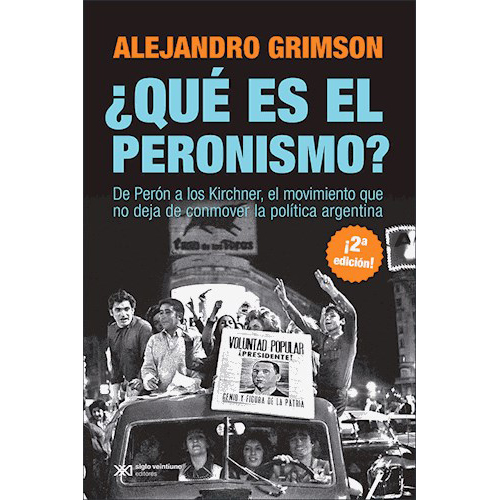 ALEJANDRO GRIMSON
¿QUÉ ES EL
PERONISMO?
De Perón a los Kirchner, el movimiento que
no deja de conmover la política argentina
¡2ª
edición!
VOLUNTAD POPULAR
¡PRESIDENTE!
GENIO Y FIGURA DE LA PATRIA
siglo veintiuno
editores